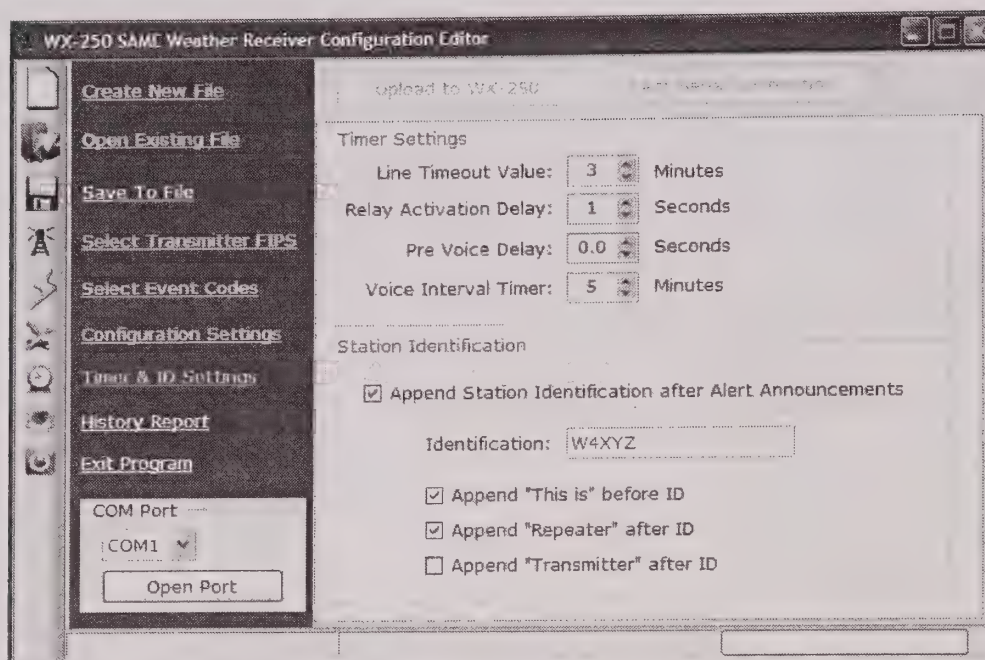 WX-250 SAME Weather Receiver Configuration Editor
Create New File
Open Existing File
Save To File
Select Transmitter FIPS
Select Event Codes
Configuration Settings
Timer & ID Settings
History Report
Exit Program
COM Port
COM1
Open Port
Upload to WX-250
Timer Settings
Line Timeout Value: 3 Minutes
Relay Activation Delay: 1 Seconds
Pre Voice Delay: 0.0 Seconds
Voice Interval Timer: 5 Minutes
Station Identification
Append Station Identification after Alert Announcements
Identification: W4XYZ
Append "This is" before ID
Append "Repeater" after ID
Append "Transmitter" after ID